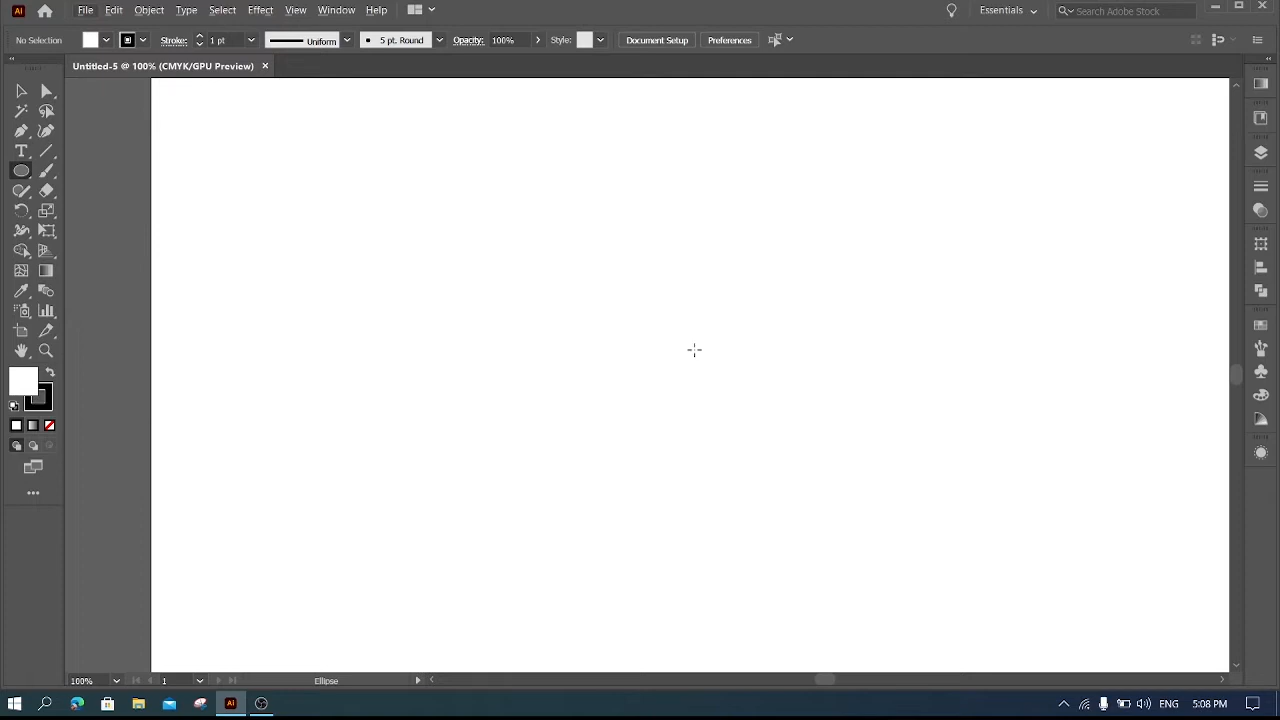 Ai File Edit Object Type Select Effect View Window Help Essentials Search Adobe Stock
No Selection Stroke: 1 pt Uniform 5 pt. Round Opacity: 100% Style: Document Setup Preferences
Untitled-5 @ 100% (CMYK/GPU Preview) ×
T
100% 1 Ellipse
Ai ENG 5:08 PM